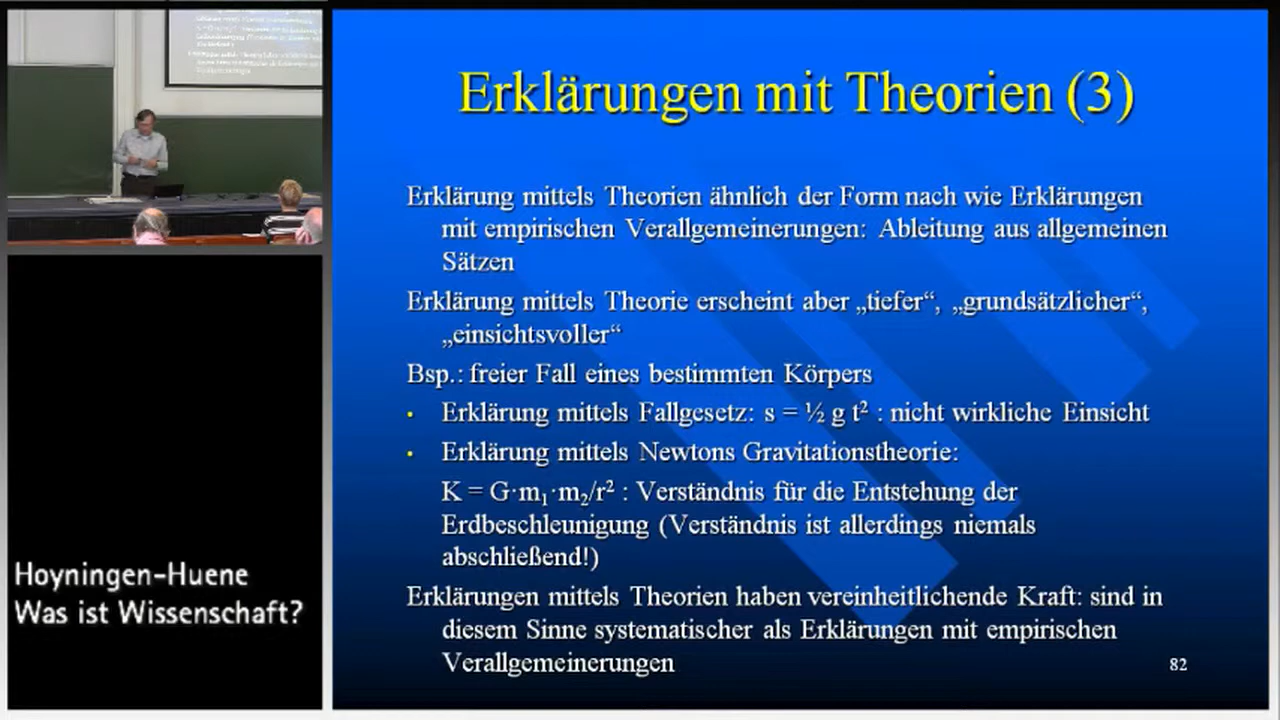 Erklärungen mit Theorien (3)
Erklärung mittels Theorien ähnlich der Form nach wie Erklärungen
mit empirischen Verallgemeinerungen: Ableitung aus allgemeinen
Sätzen
Erklärung mittels Theorie erscheint aber „tiefer“, „grundsätzlicher“,
„einsichtsvoller“
Bsp.: freier Fall eines bestimmten Körpers
· Erklärung mittels Fallgesetz: s = ½ g t² : nicht wirkliche Einsicht
· Erklärung mittels Newtons Gravitationstheorie:
K = G·m₁·m₂/r² : Verständnis für die Entstehung der
Erdbeschleunigung (Verständnis ist allerdings niemals
abschließend!)
Erklärungen mittels Theorien haben vereinheitlichende Kraft: sind in
diesem Sinne systematischer als Erklärungen mit empirischen
Verallgemeinerungen
82
Hoyningen-Huene
Was ist Wissenschaft?